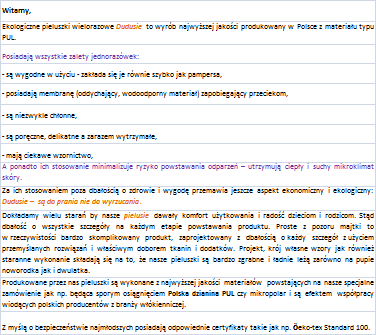 Witamy,
Ekologiczne pieluszki wielorazowe Dudusie to wyrób najwyższej jakości produkowany w Polsce z materiału typu
PUL.
Posiadają wszystkie zalety jednorazówek:
- są wygodne w użyciu - zakłada się je równie szybko jak pampersa,
- posiadają membranę (oddychający, wodoodporny materiał) zapobiegający przeciekom,
- są niezwykle chłonne,
- są poręczne, delikatne a zarazem wytrzymałe,
- mają ciekawe wzornictwo,
A ponadto ich stosowanie minimalizuje ryzyko powstawania odparzeń – utrzymują ciepły i suchy mikroklimat
skóry.
Za ich stosowaniem poza dbałością o zdrowie i wygodę przemawia jeszcze aspekt ekonomiczny i ekologiczny:
Dudusie – są do prania nie do wyrzucania.
Dokładamy wielu starań by nasze pielusie dawały komfort użytkowania i radość dzieciom i rodzicom. Stąd
dbałość o wszystkie szczegóły na każdym etapie powstawania produktu. Proste z pozoru majtki to
w rzeczywistości bardzo skomplikowany produkt, zaprojektowany z dbałością o każdy szczegół z użyciem
przemyślanych rozwiązań i właściwym doborem tkanin i dodatków. Projekt, krój własne wzory jak również
staranne wykonanie składają się na to, że nasze pieluszki są bardzo zgrabne i ładnie leżą zarówno na pupie
noworodka jak i dwulatka.
Produkowane przez nas pieluszki są wykonane z najwyższej jakości materiałów powstających na nasze specjalne
zamówienie jak np. będąca sporym osiągnięciem Polska dzianina PUL czy mikropolar i są efektem współpracy
wiodących polskich producentów z branży włókienniczej.
Z myślą o bezpieczeństwie najmłodszych posiadają odpowiednie certyfikaty takie jak np. Öeko-tex Standard 100.